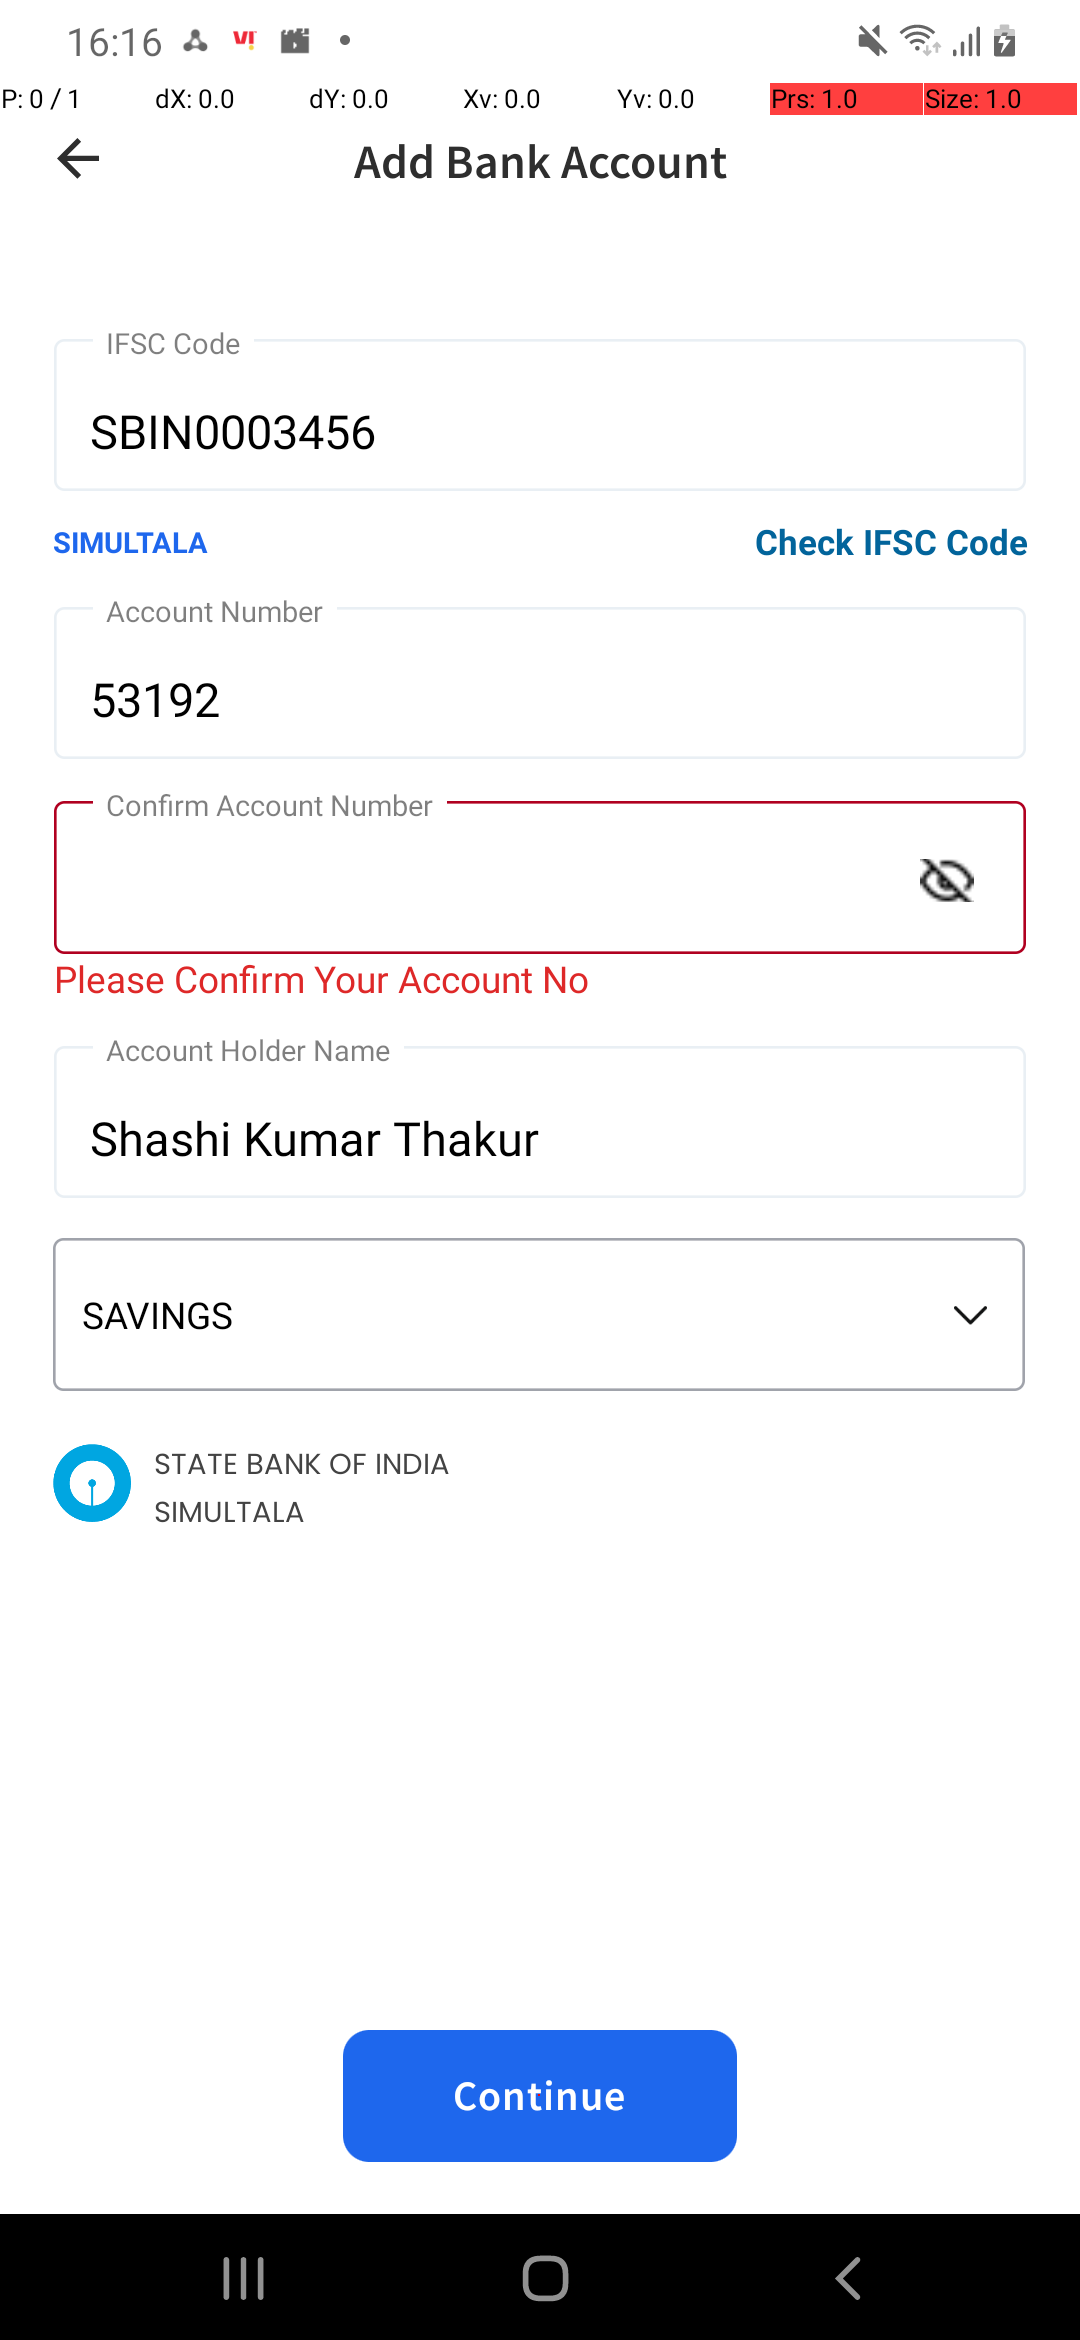 16:16
P: 0 / 1 dX: 0.0 dY: 0.0 Xv: 0.0 Yv: 0.0 Prs: 1.0 Size: 1.0
Add Bank Account
IFSC Code
SBIN0003456
SIMULTALA Check IFSC Code
Account Number
53192
Confirm Account Number
Please Confirm Your Account No
Account Holder Name
Shashi Kumar Thakur
SAVINGS
STATE BANK OF INDIA
SIMULTALA
Continue